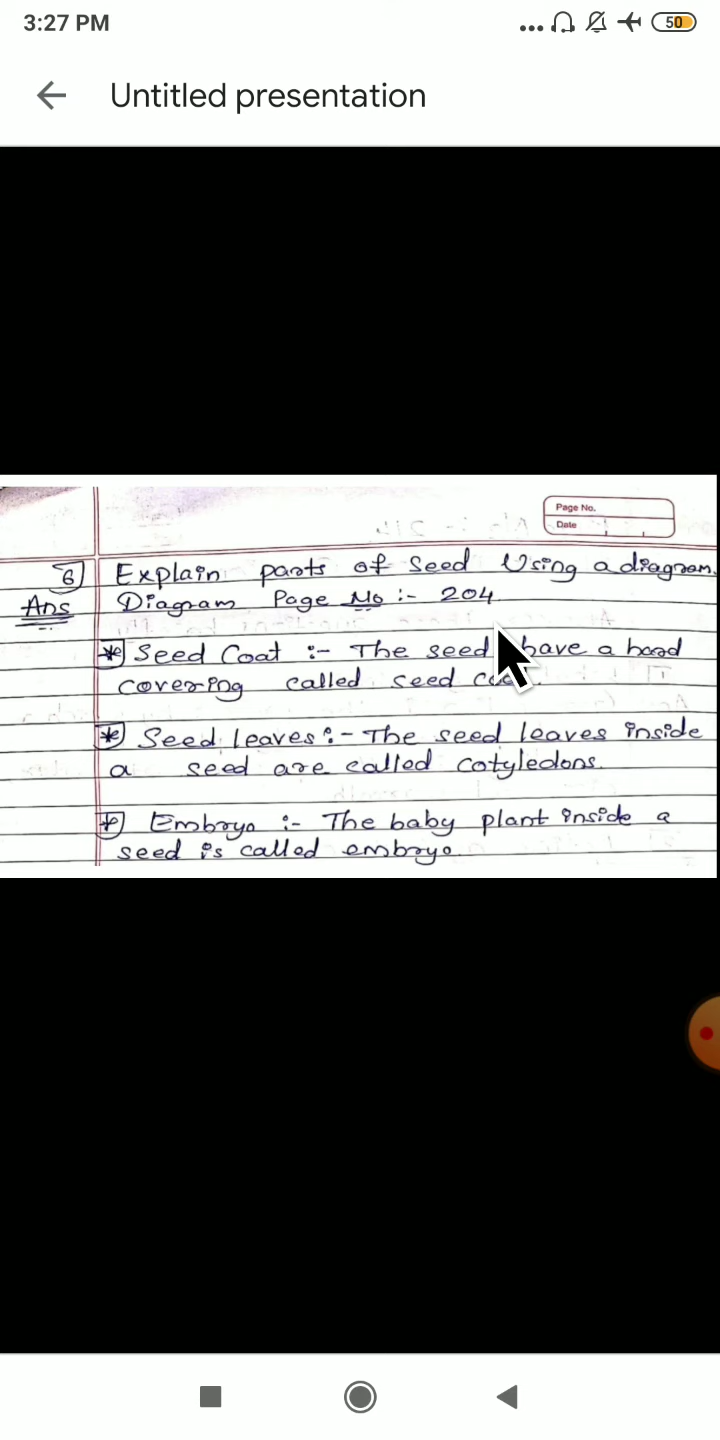 3:27 PM
50
Untitled presentation
Page No.
Date
6) Explain parts of seed Using a diagram.
Ans Diagram Page No :- 204
* Seed Coat :- The seed have a hard
covering called seed
* Seed leaves :- The seed leaves inside
a seed are called cotyledons.
* Embryo :- The baby plant inside a
seed is called embryo